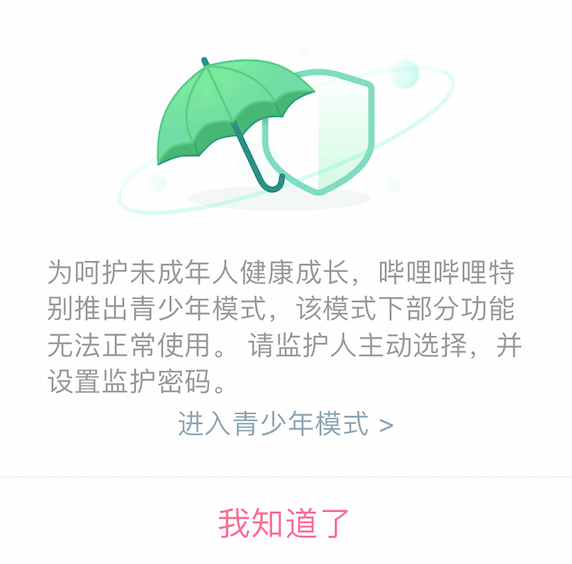 为呵护未成年人健康成长，哔哩哔哩特
别推出青少年模式，该模式下部分功能
无法正常使用。 请监护人主动选择，并
设置监护密码。
进入青少年模式 >
我知道了